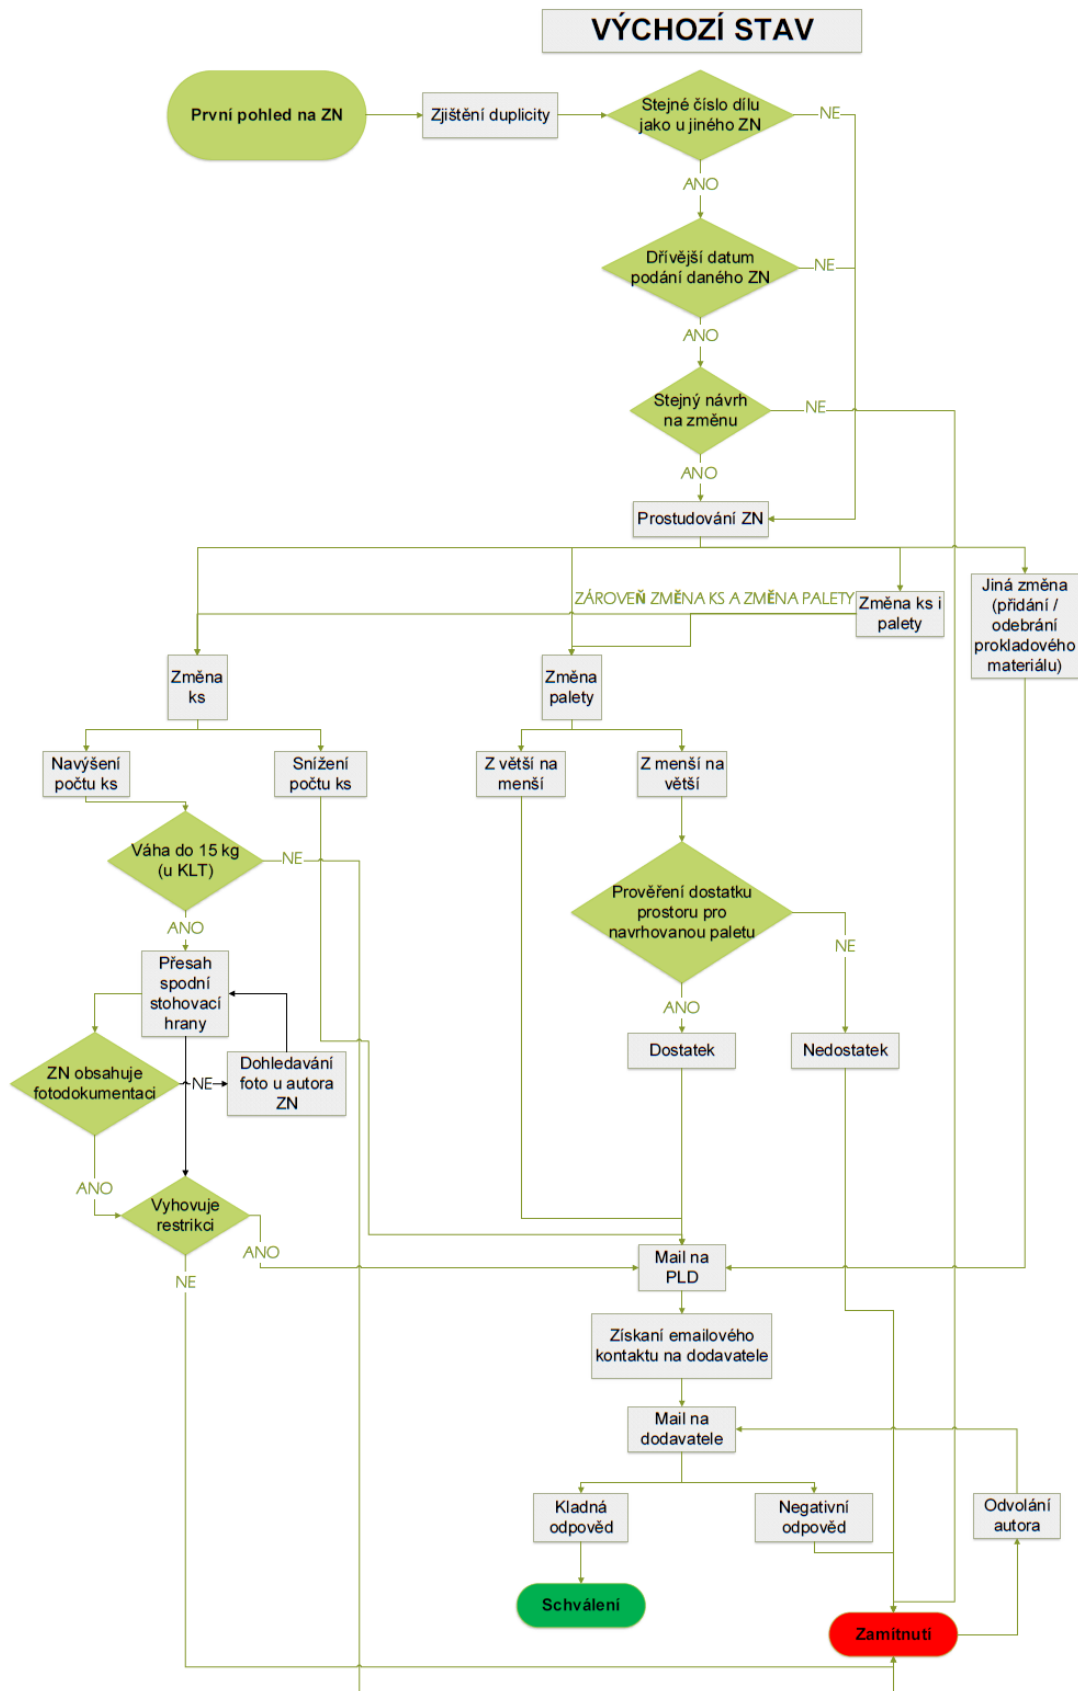 VÝCHOZÍ STAV
První pohled na ZN
Zjištění duplicity
Stejné číslo dílu
jako u jiného ZN
NE
ANO
Dřívější datum
podání daného ZN
NE
ANO
Stejný návrh
na změnu
NE
ANO
Prostudování ZN
ZÁROVEŇ ZMĚNA KS A ZMĚNA PALETY
Změna ks i
palety
Jiná změna
(přidání /
odebrání
prokladového
materiálu)
Změna
ks
Změna
palety
Navýšení
počtu ks
Snížení
počtu ks
Z větší na
menší
Z menší na
větší
Váha do 15 kg
(u KLT)
NE
ANO
Prověření dostatku
prostoru pro
navrhovanou paletu
NE
ANO
Přesah
spodní
stohovací
hrany
Dostatek
Nedostatek
ZN obsahuje
fotodokumentaci
NE
Dohledavání
foto u autora
ZN
ANO
Vyhovuje
restrikci
ANO
NE
Mail na
PLD
Získaní emailového
kontaktu na dodavatele
Mail na
dodavatele
Kladná
odpověd
Negativní
odpověd
Odvolání
autora
Schválení
Zamítnutí